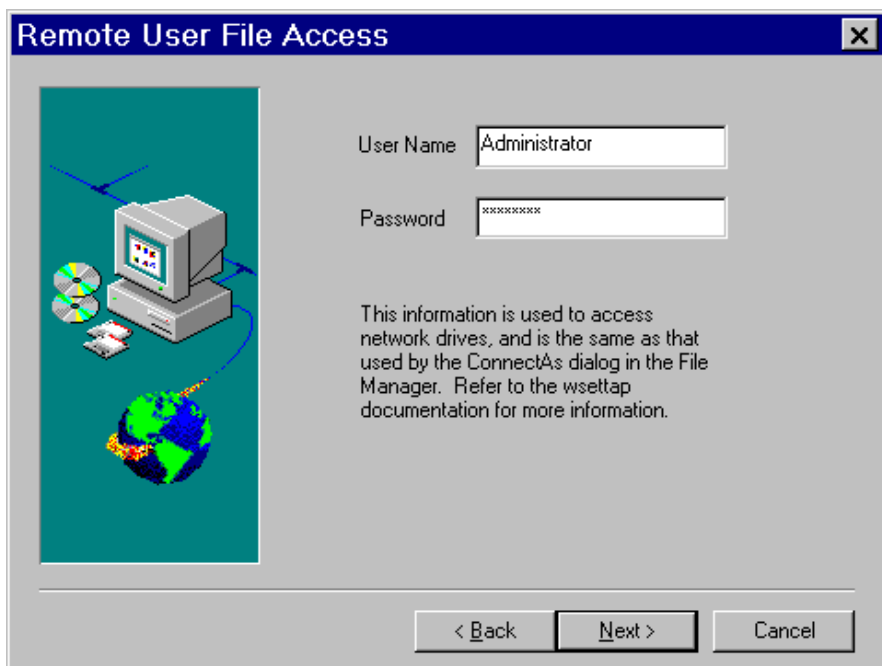 Remote User File Access
User Name
Administrator
Password
********
This information is used to access
network drives, and is the same as that
used by the ConnectAs dialog in the File
Manager.  Refer to the wsettap
documentation for more information.
< Back
Next >
Cancel